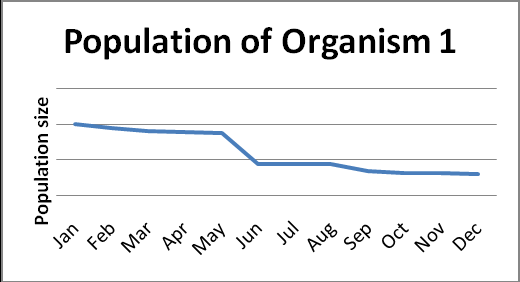 Population of Organism 1
Population size
Jan
Feb
Mar
Apr
May
Jun
Jul
Aug
Sep
Oct
Nov
Dec